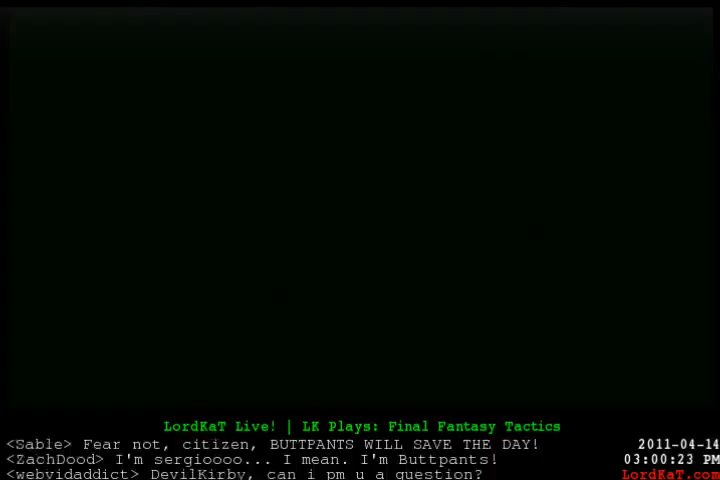 LordKaT Live! | LK Plays: Final Fantasy Tactics
<Sable> Fear not, citizen, BUTTPANTS WILL SAVE THE DAY!
2011-04-14
<ZachDood> I'm sergioooo... I mean. I'm Buttpants!
03:00:23 PM
<webvidaddict> DevilKirby, can i pm u a question?
LordKaT.com